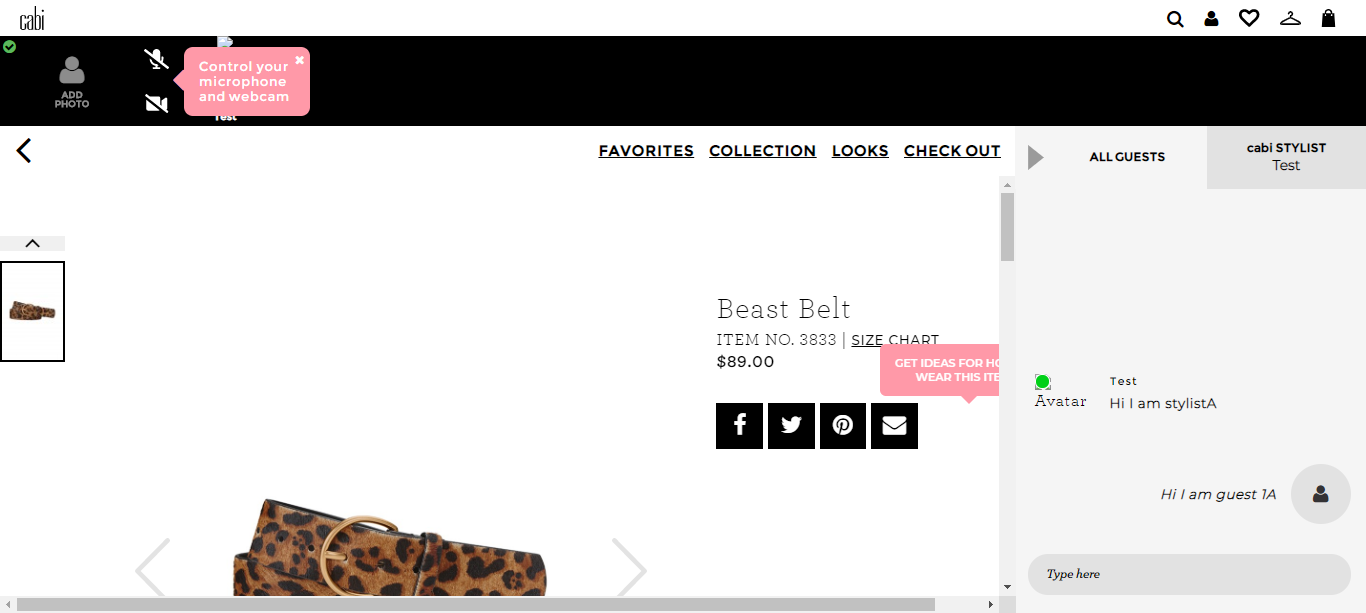 cabi
ADD
PHOTO
Control your
microphone
and webcam
Test
FAVORITES COLLECTION LOOKS CHECK OUT
ALL GUESTS
cabi STYLIST
Test
Beast Belt
ITEM NO. 3833 | SIZE CHART
$89.00
GET IDEAS FOR HO
WEAR THIS ITE
Avatar
Test
Hi I am stylistA
Hi I am guest 1A
Type here